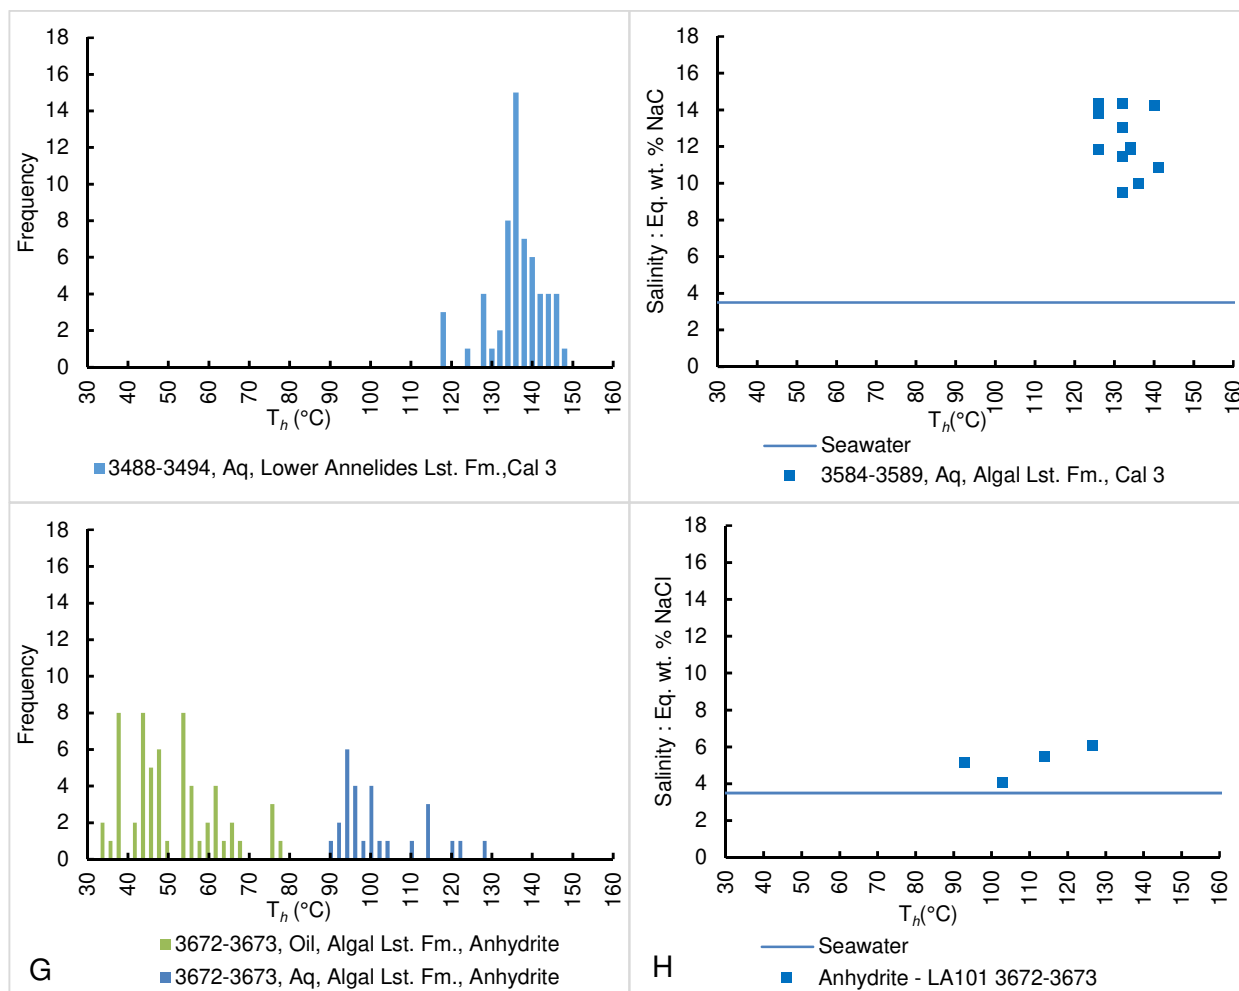 18
16
14
12
10
8
6
4
2
0
Frequency
30 40 50 60 70 80 90 100 110 120 130 140 150 160
Th (°C)
3488-3494, Aq, Lower Annelides Lst. Fm.,Cal 3
18
16
14
12
10
8
6
4
2
0
Salinity : Eq. wt. % NaC
30 40 50 60 70 80 90 100 110 120 130 140 150 160
Th(°C)
Seawater
3584-3589, Aq, Algal Lst. Fm., Cal 3
18
16
14
12
10
8
6
4
2
0
Frequency
30 40 50 60 70 80 90 100 110 120 130 140 150 160
Th (°C)
3672-3673, Oil, Algal Lst. Fm., Anhydrite
3672-3673, Aq, Algal Lst. Fm., Anhydrite
G
18
16
14
12
10
8
6
4
2
0
Salinity : Eq. wt. % NaCl
30 40 50 60 70 80 90 100 110 120 130 140 150 160
Th(°C)
Seawater
Anhydrite - LA101 3672-3673
H